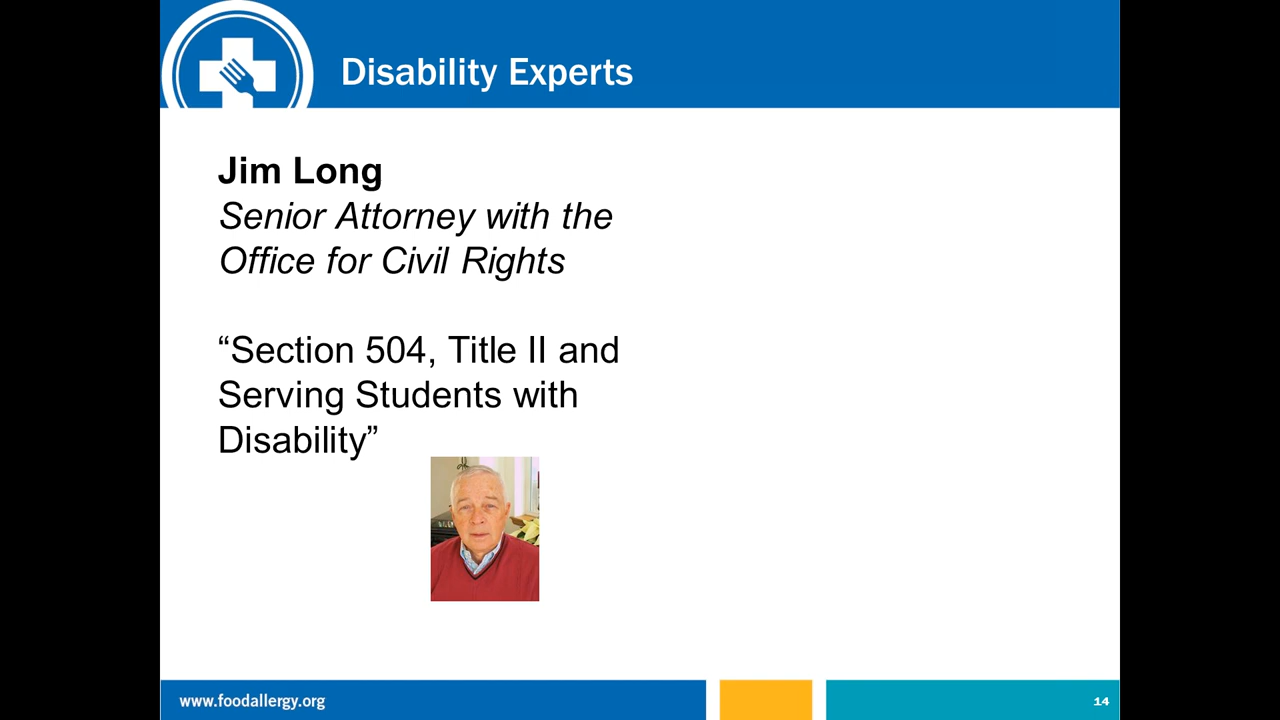 Disability Experts
Jim Long
Senior Attorney with the
Office for Civil Rights
“Section 504, Title II and
Serving Students with
Disability”
www.foodallergy.org
14